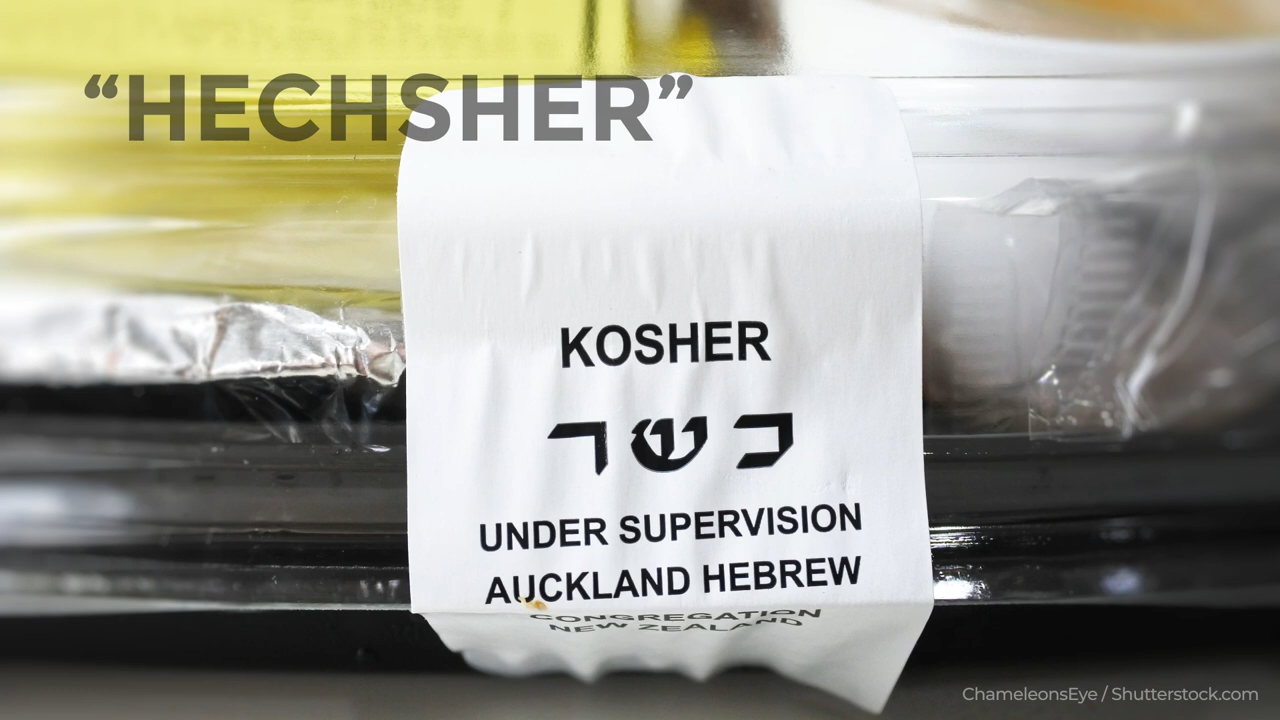 “HECHSHER”
KOSHER
כשר
UNDER SUPERVISION
AUCKLAND HEBREW
CONGREGATION
NEW ZEALAND
ChameleonsEye / Shutterstock.com